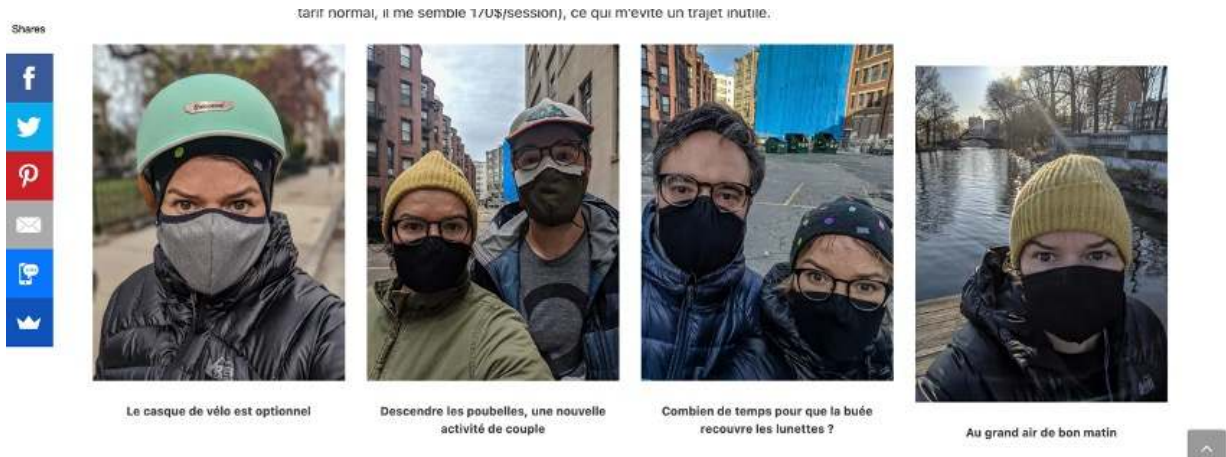 tarif normal, il me semble 170$/session), ce qui m'évite un trajet inutile.
Shares
Le casque de vélo est optionnel
Descendre les poubelles, une nouvelle
activité de couple
Combien de temps pour que la buée
recouvre les lunettes ?
Au grand air de bon matin